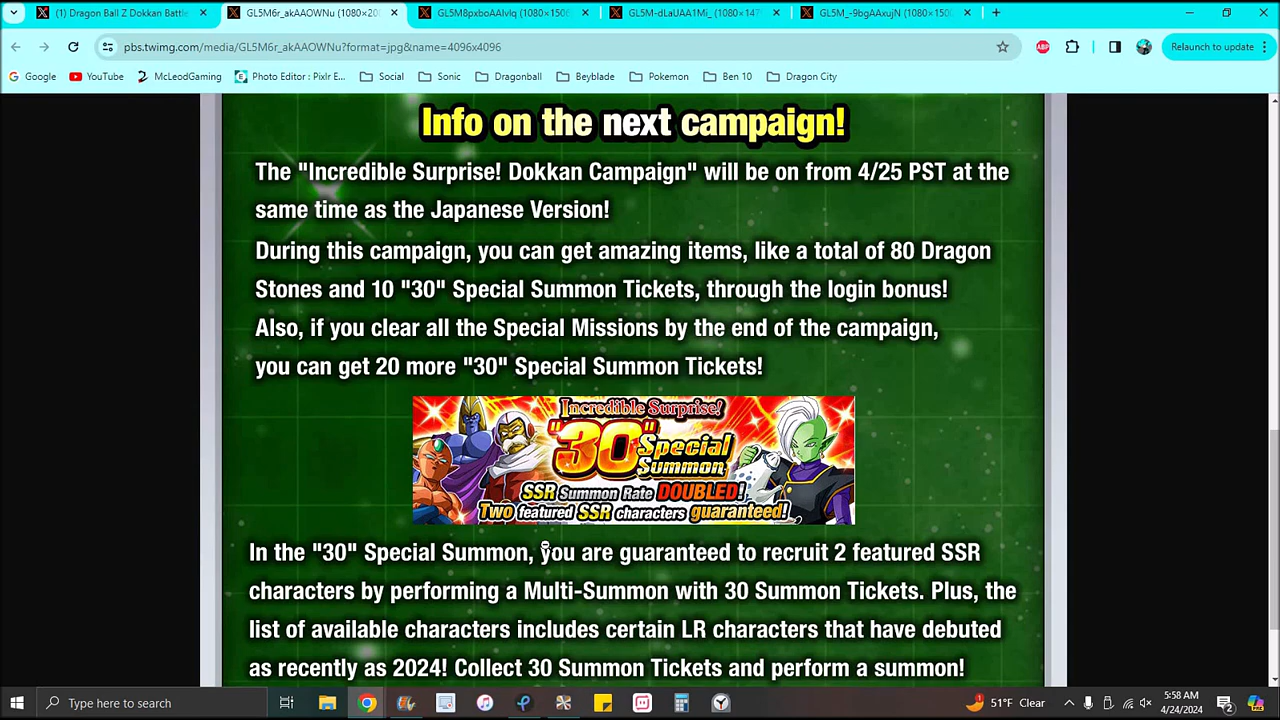 (1) Dragon Ball Z Dokkan Battle
GL5M6r_akAAOWNu (1080×20
GL5M8pxboAAIvlq (1080×1506
GL5M-dLaUAA1Mi_ (1080×147
GL5M_-9bgAAxujN (1080×1500
pbs.twimg.com/media/GL5M6r_akAAOWNu?format=jpg&name=4096x4096
ABP
Relaunch to update
Google
YouTube
McLeodGaming
Photo Editor : Pixlr E...
Social
Sonic
Dragonball
Beyblade
Pokemon
Ben 10
Dragon City
Info on the next campaign!
The "Incredible Surprise! Dokkan Campaign" will be on from 4/25 PST at the
same time as the Japanese Version!
During this campaign, you can get amazing items, like a total of 80 Dragon
Stones and 10 "30" Special Summon Tickets, through the login bonus!
Also, if you clear all the Special Missions by the end of the campaign,
you can get 20 more "30" Special Summon Tickets!
Incredible Surprise!
"30" Special
Summon
SSR Summon Rate DOUBLED!
Two featured SSR characters guaranteed!
In the "30" Special Summon, you are guaranteed to recruit 2 featured SSR
characters by performing a Multi-Summon with 30 Summon Tickets. Plus, the
list of available characters includes certain LR characters that have debuted
as recently as 2024! Collect 30 Summon Tickets and perform a summon!
Type here to search
51°F Clear
5:58 AM
4/24/2024
2